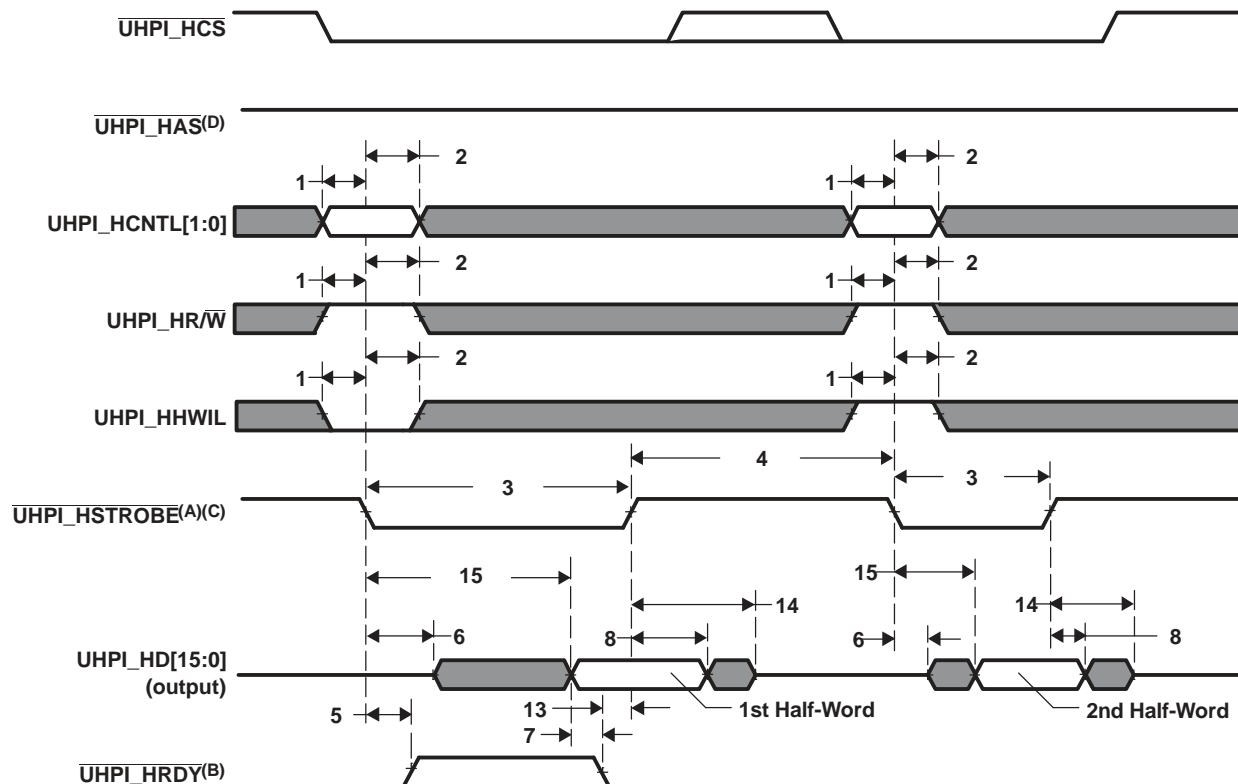 UHPI_HCS
UHPI_HAS(D)
2 2
1 1
UHPI_HCNTL[1:0]
2 2
1 1
UHPI_HR/W
2 2
1 1
UHPI_HHWIL
4
3 3
UHPI_HSTROBE(A)(C)
15 15
14 14
6 8 6 8
UHPI_HD[15:0]
(output)
5 13 1st Half-Word 2nd Half-Word
7
UHPI_HRDY(B)